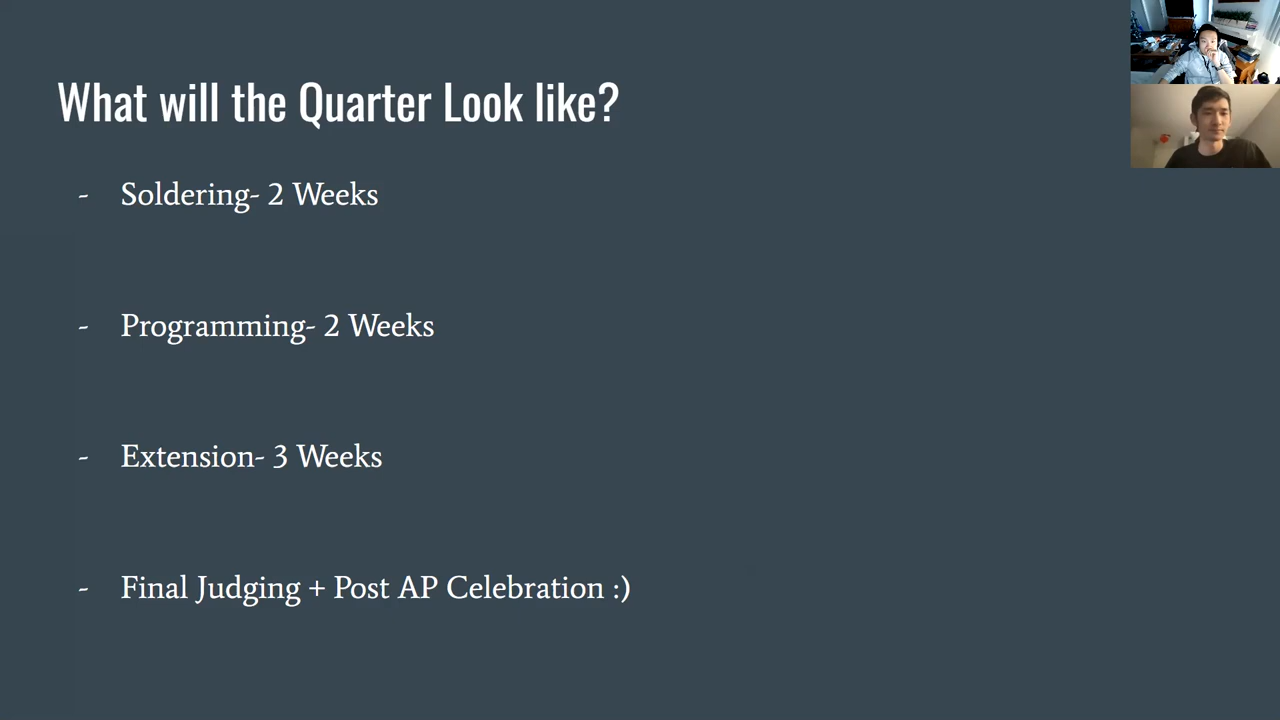 What will the Quarter Look like?
- Soldering- 2 Weeks
- Programming- 2 Weeks
- Extension- 3 Weeks
- Final Judging + Post AP Celebration :)